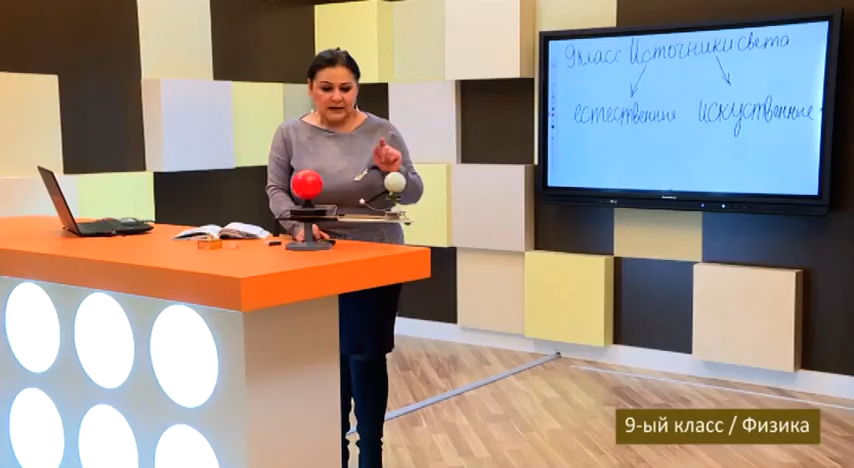 9 класс Источники света
естественные искуственные
9-ый класс / Физика